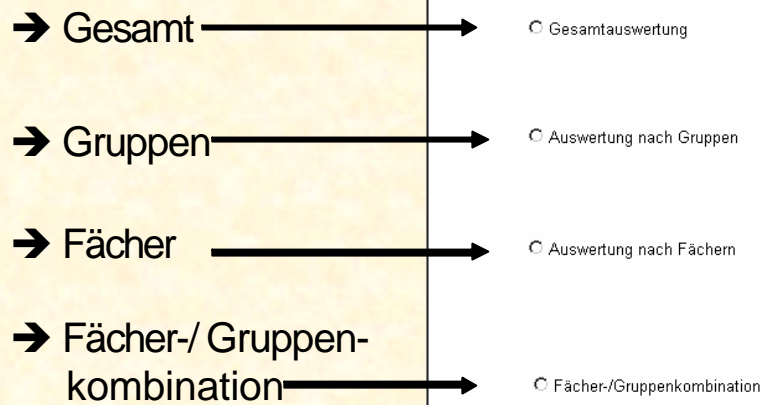 ➔ Gesamt
Gesamtauswertung
➔ Gruppen
Auswertung nach Gruppen
➔ Fächer
Auswertung nach Fächern
➔ Fächer-/ Gruppen-
kombination
Fächer-/Gruppenkombination